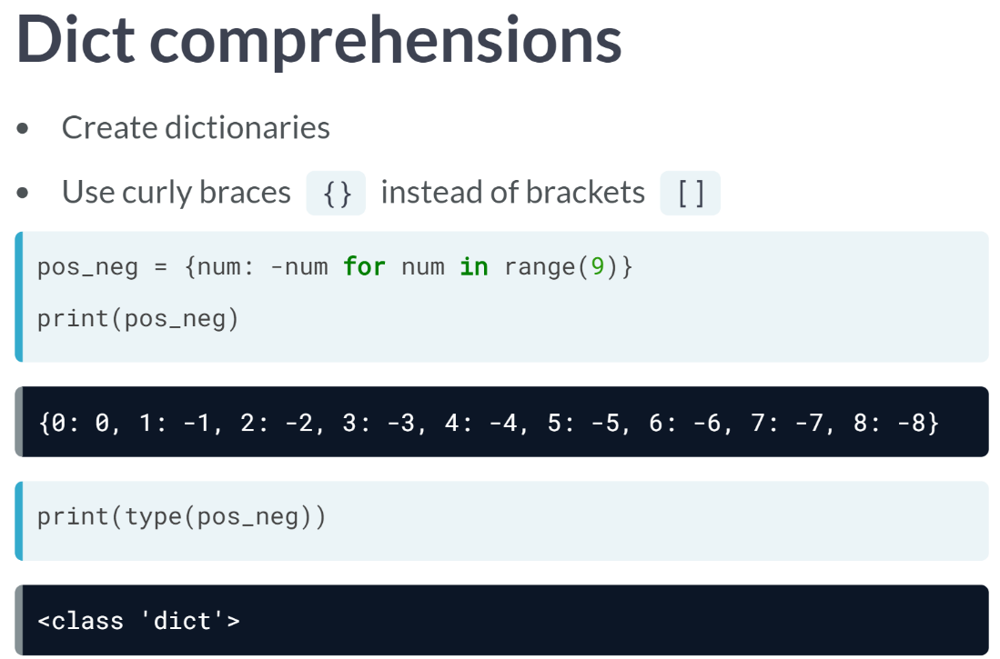 Dict comprehensions
• Create dictionaries
• Use curly braces {} instead of brackets []
pos_neg = {num: -num for num in range(9)}
print(pos_neg)
{0: 0, 1: -1, 2: -2, 3: -3, 4: -4, 5: -5, 6: -6, 7: -7, 8: -8}
print(type(pos_neg))
<class 'dict'>